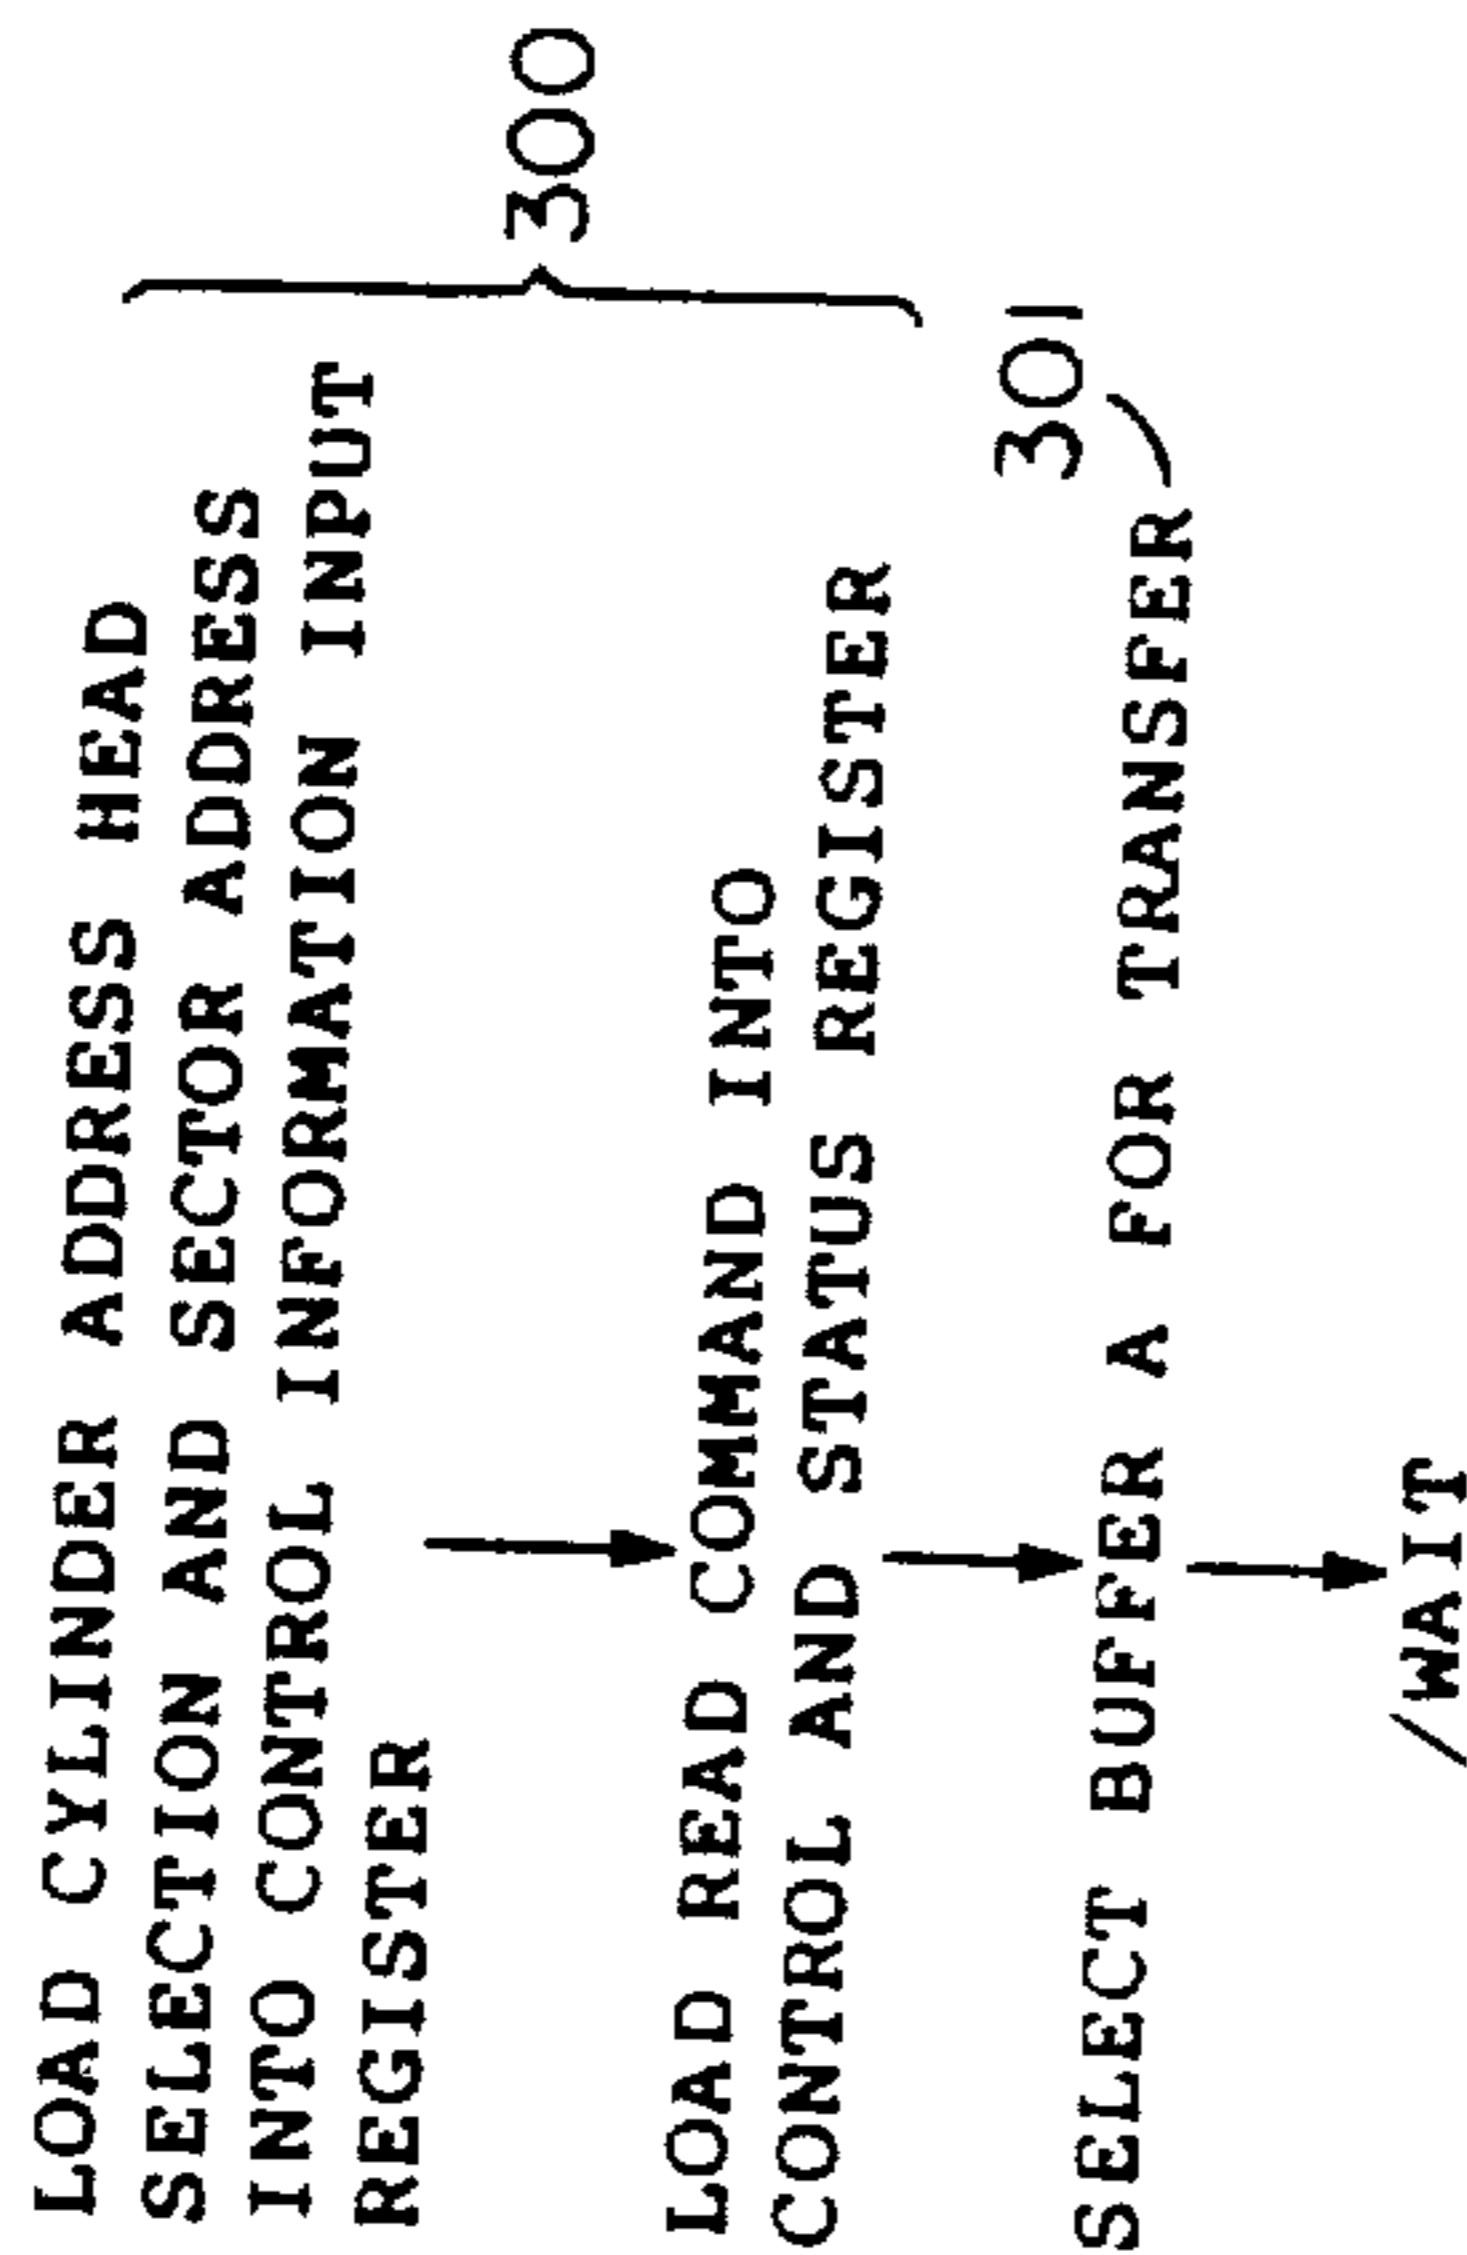 LOAD CYLINDER ADDRESS HEAD
SELECTION AND SECTOR ADDRESS
INTO CONTROL INFORMATION INPUT
REGISTER
300
LOAD READ COMMAND INTO
CONTROL AND STATUS REGISTER
301
SELECT BUFFER A FOR TRANSFER
/WAIT